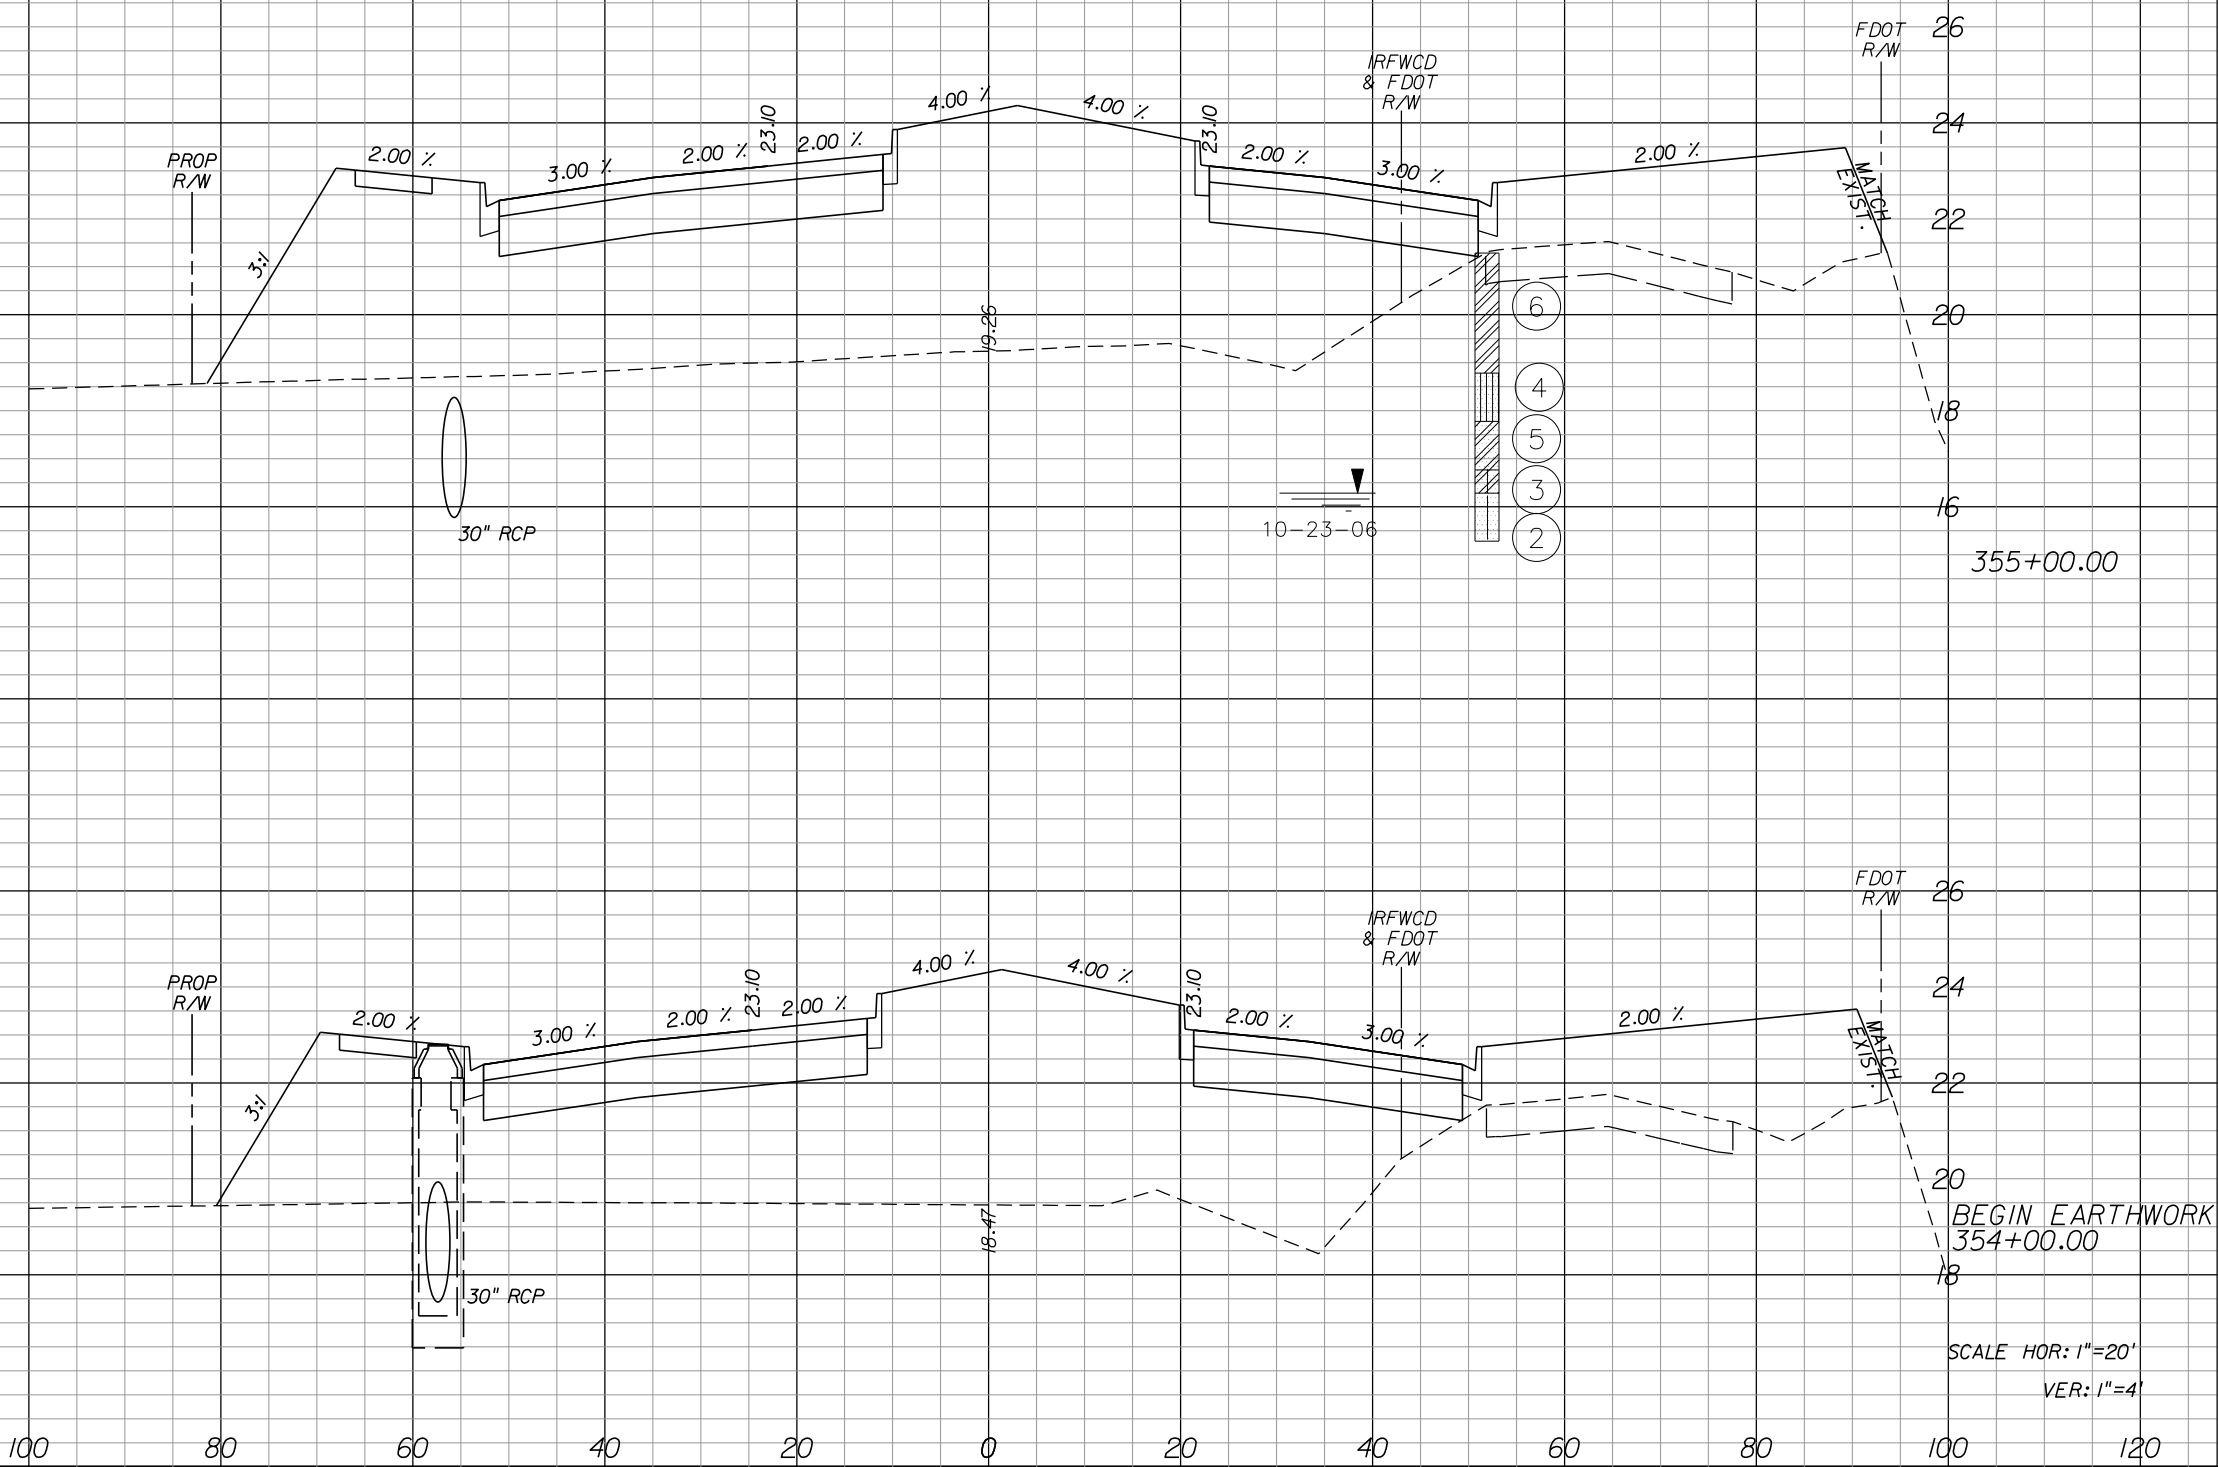 FDOT
R/W
26
IRFWCD
& FDOT
R/W
4.00 %
4.00 %
23.10
23.10
24
PROP
R/W
2.00 %
3.00 %
2.00 %
2.00 %
2.00 %
3.00 %
2.00 %
MATCH
EXIST.
22
3:1
19.26
6
20
4
18
5
3
16
10-23-06
30" RCP
2
355+00.00
FDOT
R/W
26
IRFWCD
& FDOT
R/W
4.00 %
4.00 %
23.10
23.10
24
PROP
R/W
2.00 %
3.00 %
2.00 %
2.00 %
2.00 %
3.00 %
2.00 %
MATCH
EXIST.
22
3:1
20
18.47
BEGIN EARTHWORK
354+00.00
18
30" RCP
SCALE HOR: 1"=20'
VER: 1"=4'
100 80 60 40 20 0 20 40 60 80 100 120